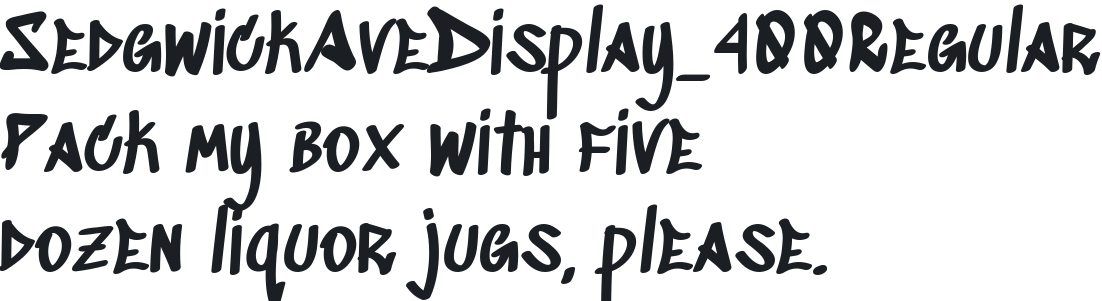 SedgwickAveDisplay_400Regular
Pack my box with five
dozen liquor jugs, please.